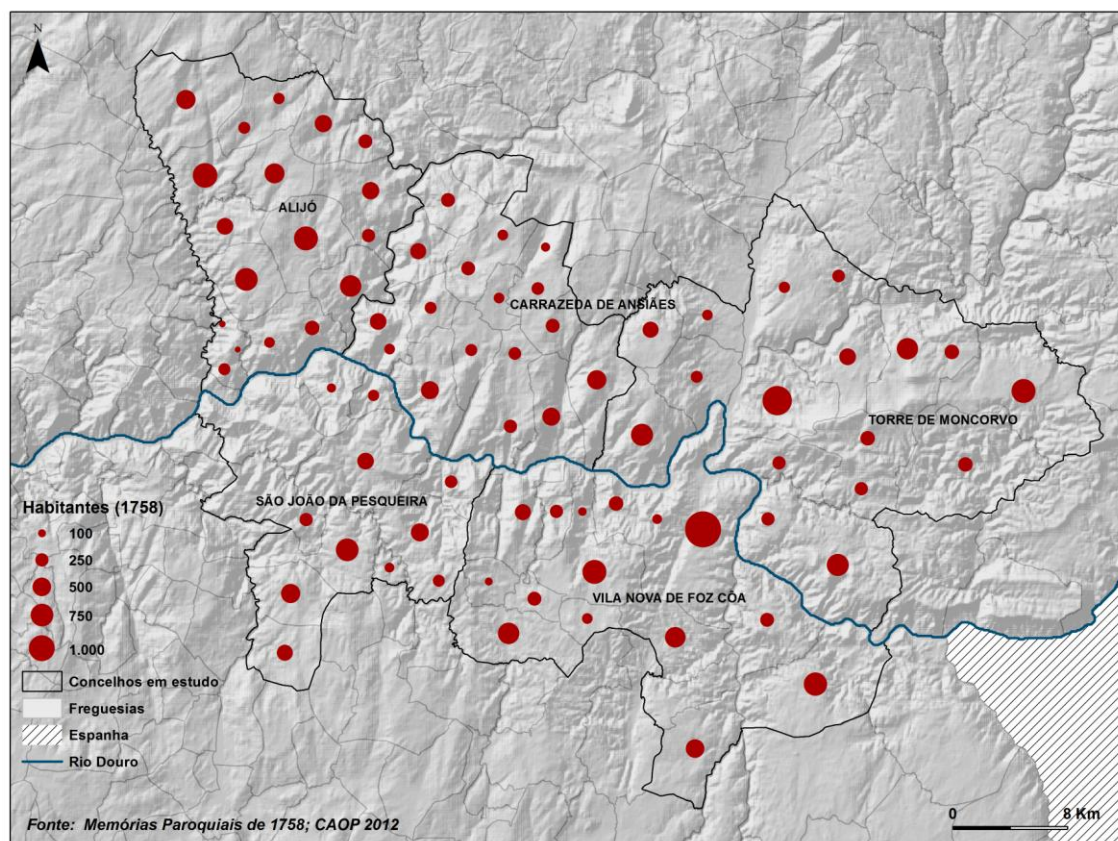 N
ALIJÓ
CARRAZEDA DE ANSIÃES
TORRE DE MONCORVO
SÃO JOÃO DA PESQUEIRA
VILA NOVA DE FOZ CÔA
Habitantes (1758)
100
250
500
750
1.000
Concelhos em estudo
Freguesias
Espanha
Rio Douro
Fonte: Memórias Paroquiais de 1758; CAOP 2012
0 8 Km